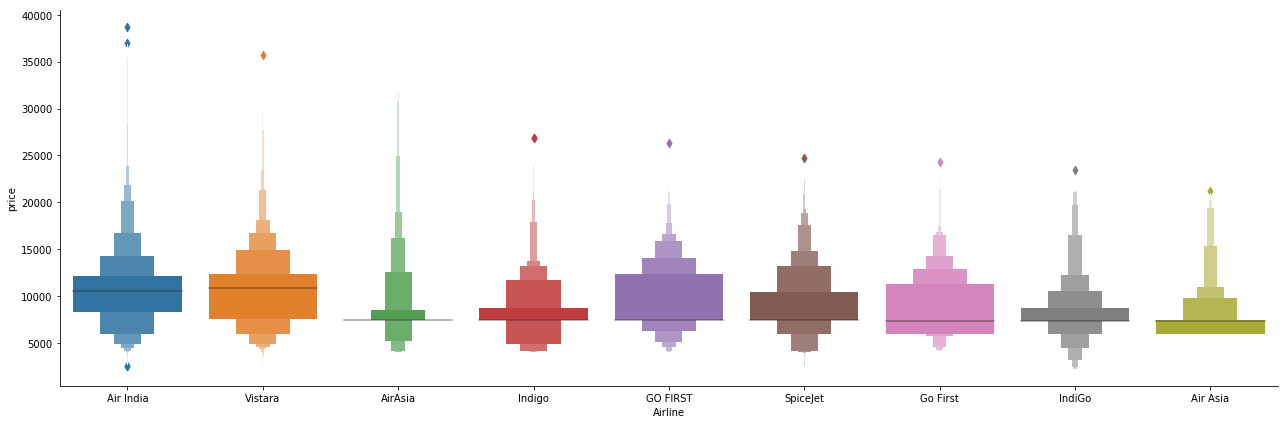 40000
35000
30000
25000
20000
15000
10000
5000
price
Air India Vistara AirAsia Indigo GO FIRST SpiceJet Go First IndiGo Air Asia
Airline